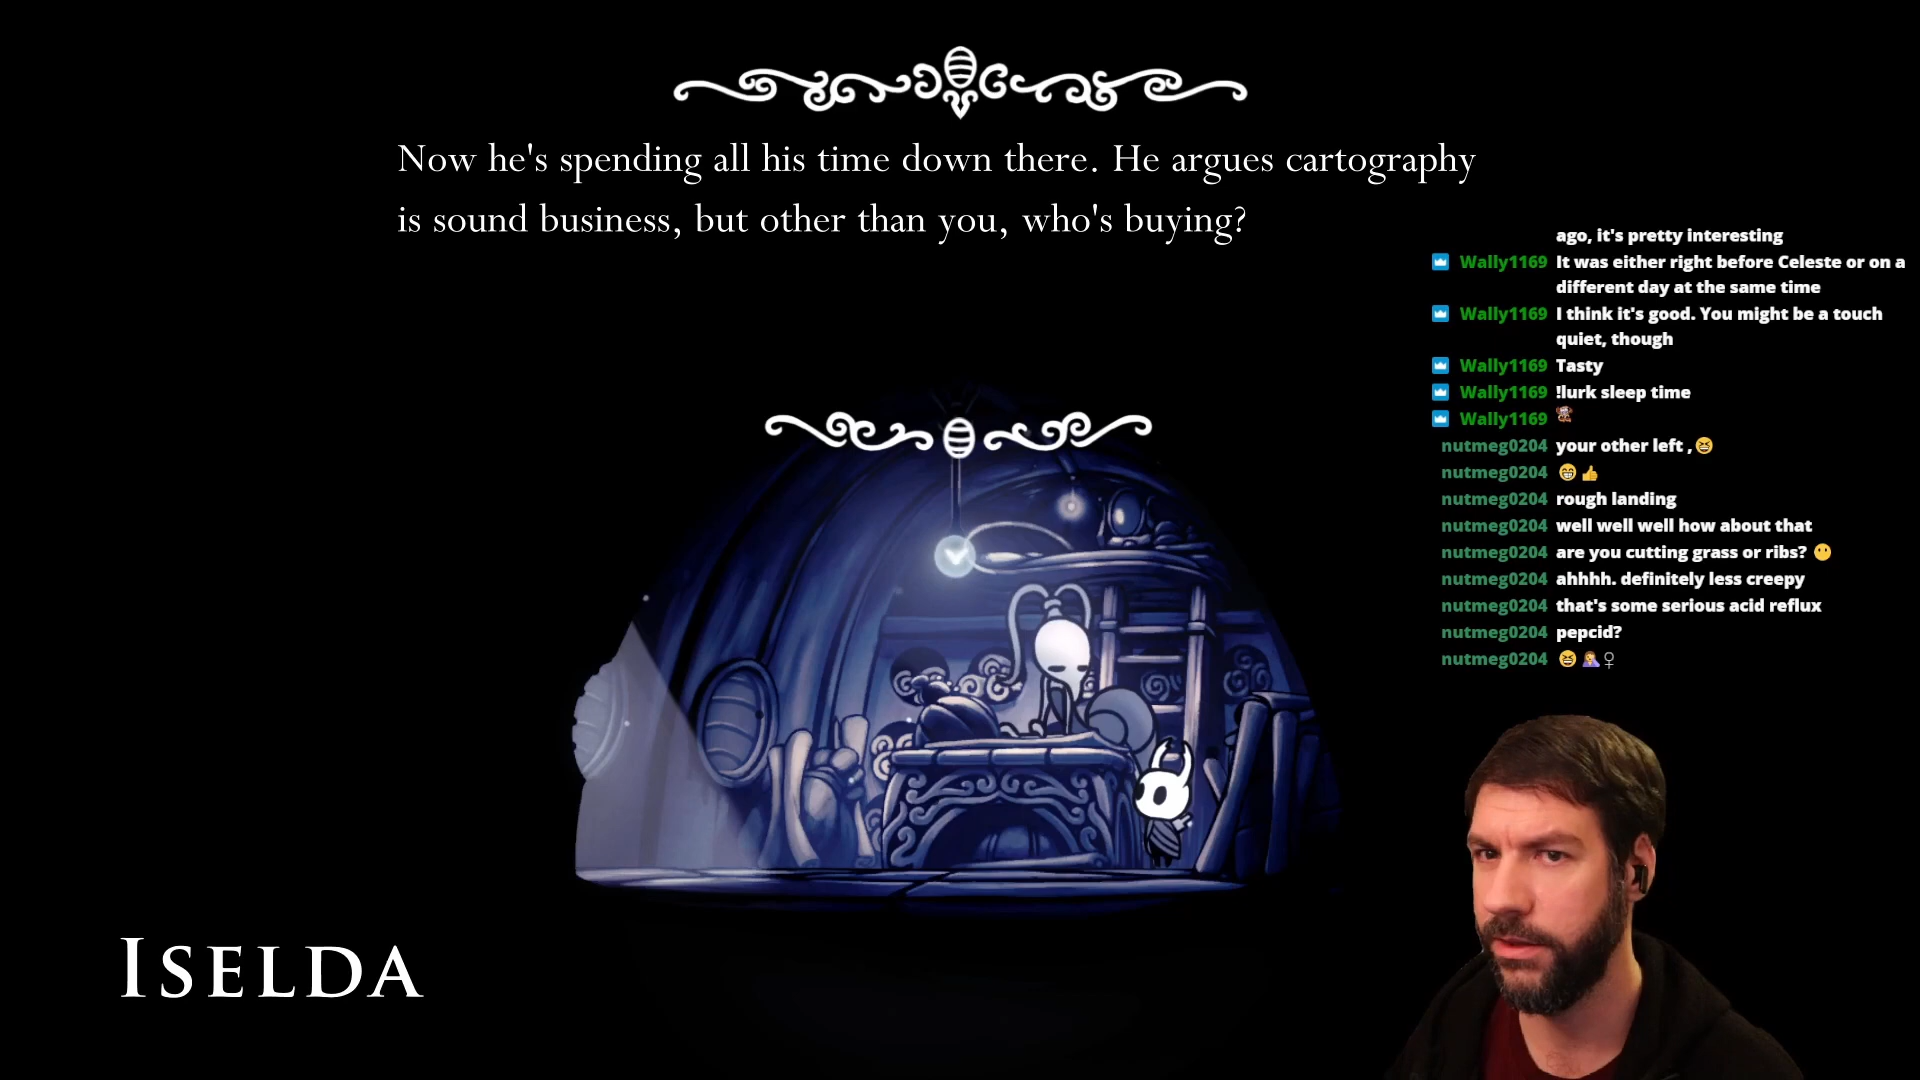 Now he's spending all his time down there. He argues cartography
is sound business, but other than you, who's buying?
ago, it's pretty interesting
Wally1169 It was either right before Celeste or on a
different day at the same time
Wally1169 I think it's good. You might be a touch
quiet, though
Wally1169 Tasty
Wally1169 !lurk sleep time
Wally1169
nutmeg0204 your other left ,😆
nutmeg0204 😁👍
nutmeg0204 rough landing
nutmeg0204 well well well how about that
nutmeg0204 are you cutting grass or ribs? 😶
nutmeg0204 ahhhh. definitely less creepy
nutmeg0204 that's some serious acid reflux
nutmeg0204 pepcid?
nutmeg0204 😆🤦♀
ISELDA